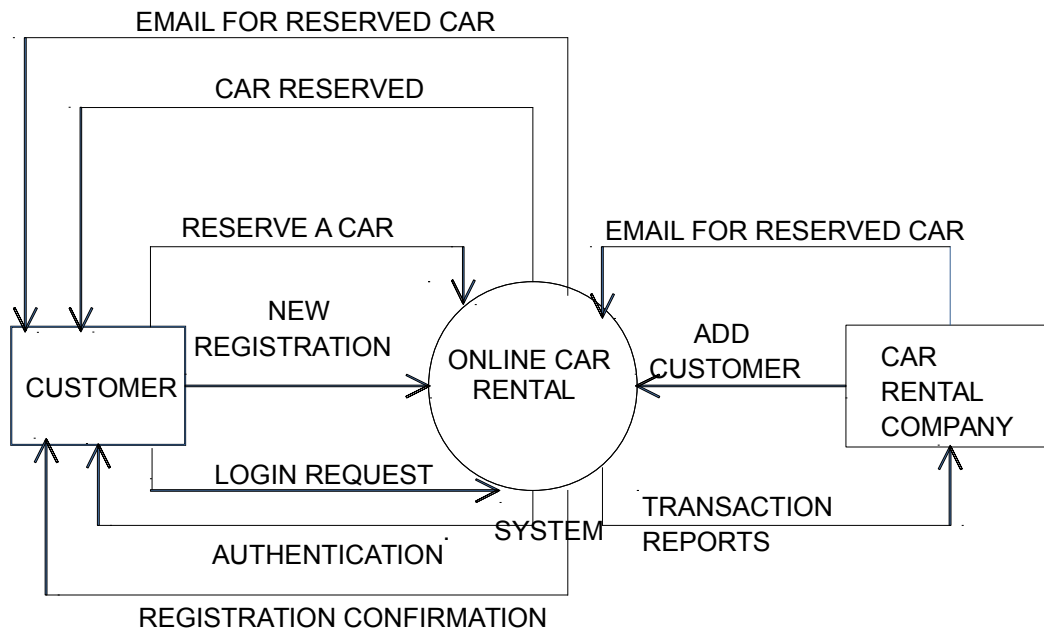 EMAIL FOR RESERVED CAR
CAR RESERVED
RESERVE A CAR
EMAIL FOR RESERVED CAR
NEW
REGISTRATION
ADD
CUSTOMER
CUSTOMER
ONLINE CAR
RENTAL
CAR
RENTAL
COMPANY
LOGIN REQUEST
SYSTEM
TRANSACTION
REPORTS
AUTHENTICATION
REGISTRATION CONFIRMATION